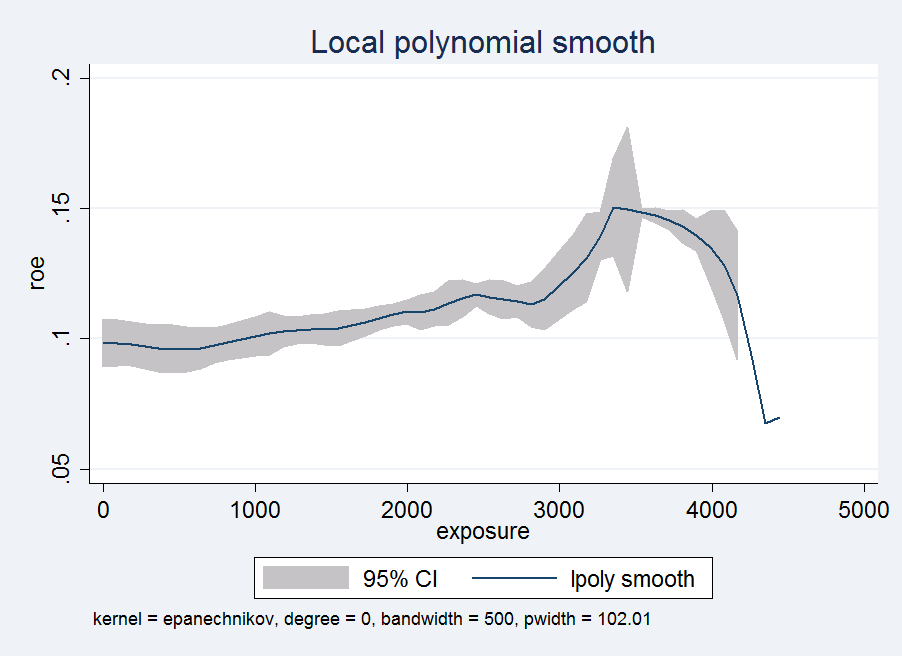 Local polynomial smooth
.2
.15
.1
.05
roe
0 1000 2000 3000 4000 5000
exposure
95% CI lpoly smooth
kernel = epanechnikov, degree = 0, bandwidth = 500, pwidth = 102.01